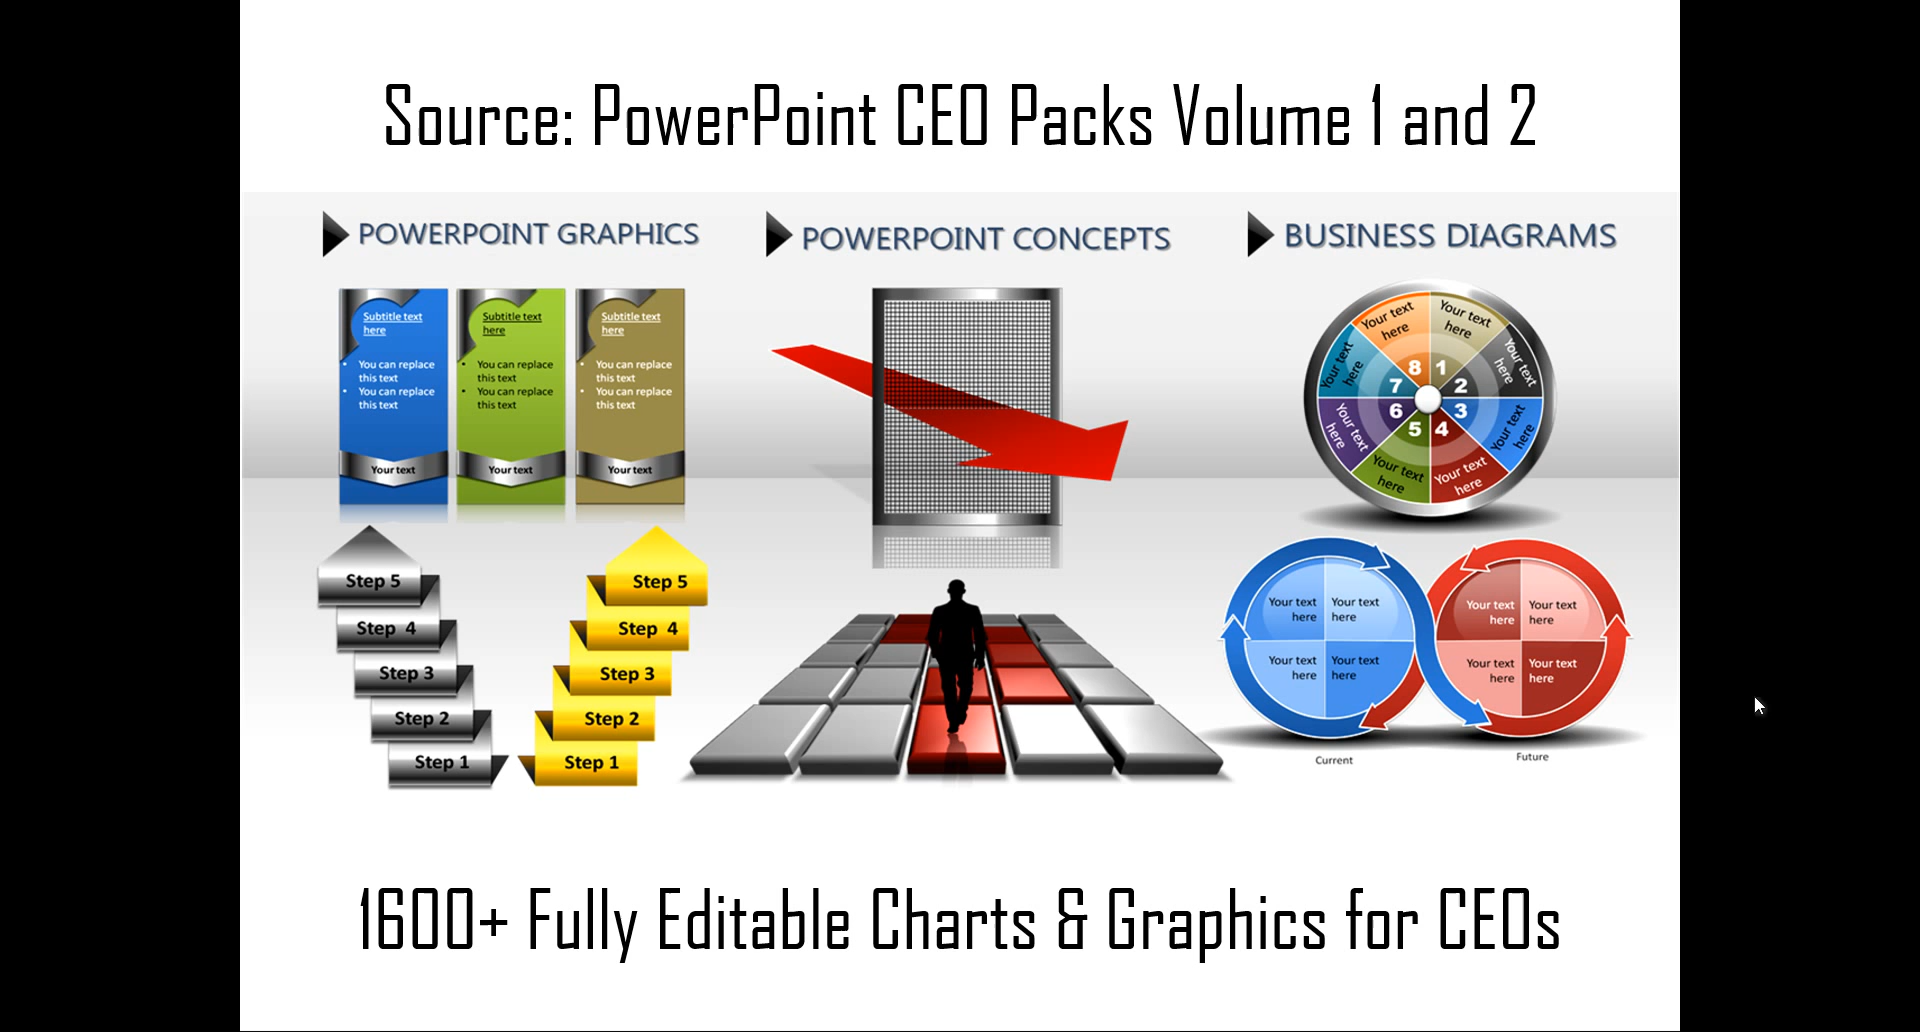 Source: PowerPoint CEO Packs Volume 1 and 2
POWERPOINT GRAPHICS
POWERPOINT CONCEPTS
BUSINESS DIAGRAMS
Subtitle text
here
• You can replace
this text
• You can replace
this text
Your text
Subtitle text
here
• You can replace
this text
• You can replace
this text
Your text
Subtitle text
here
• You can replace
this text
• You can replace
this text
Your text
Your text
here
1
Your text
here
2
Your text
here
3
Your text
here
4
Your text
here
5
Your text
here
6
Your text
here
7
Your text
here
8
Step 5
Step 4
Step 3
Step 2
Step 1
Step 5
Step 4
Step 3
Step 2
Step 1
Your text
here
Your text
here
Your text
here
Your text
here
Current
Your text
here
Your text
here
Your text
here
Your text
here
Future
1600+ Fully Editable Charts & Graphics for CEOs